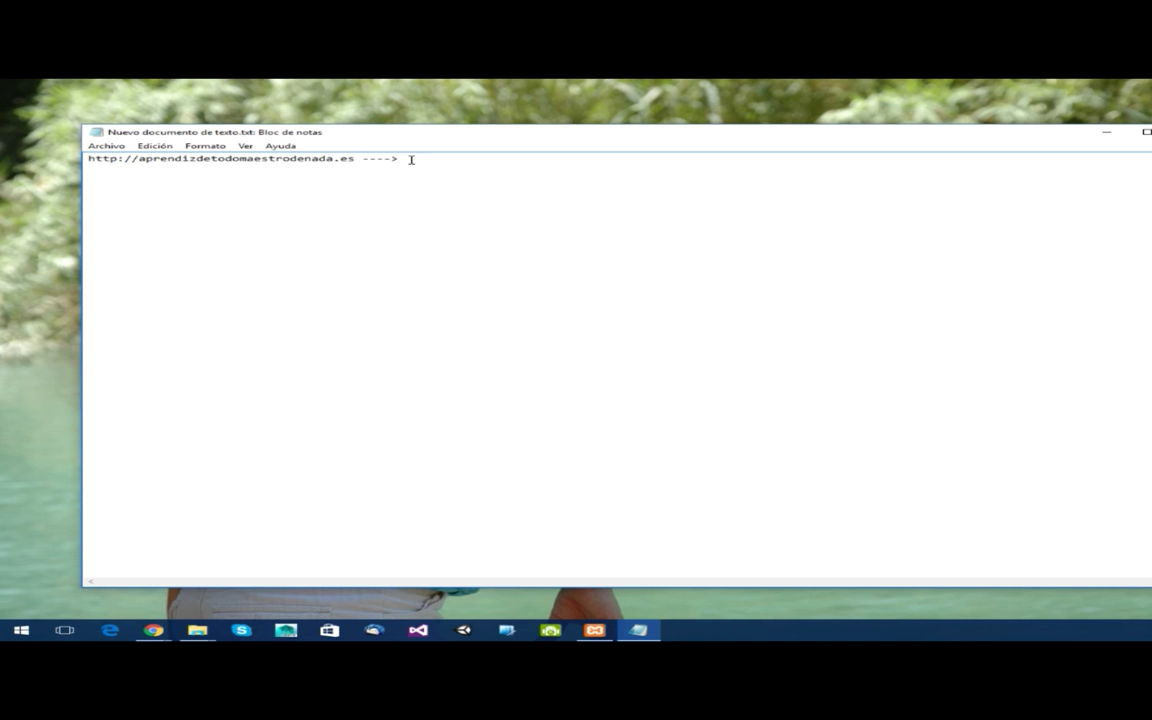 Nuevo documento de texto.txt: Bloc de notas
Archivo Edición Formato Ver Ayuda
http://aprendizdetodomaestrodenada.es ---->